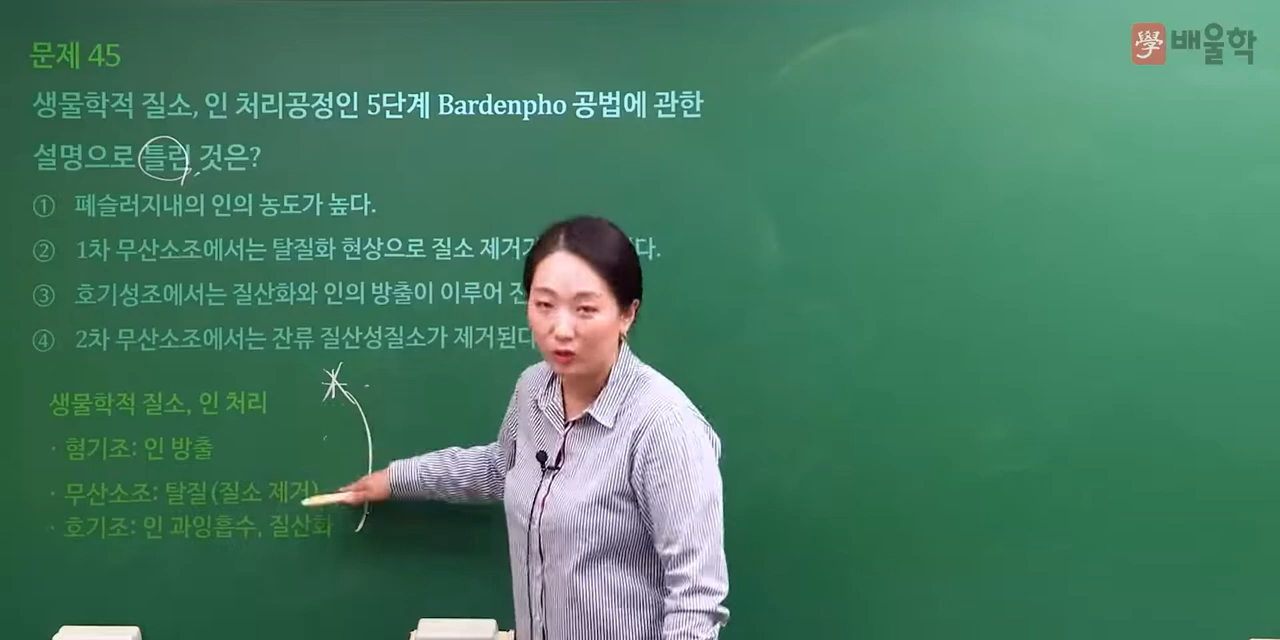 學 배울학
문제 45
생물학적 질소, 인 처리공정인 5단계 Bardenpho 공법에 관한
설명으로 틀린 것은?
① 폐슬러지내의 인의 농도가 높다.
② 1차 무산소조에서는 탈질화 현상으로 질소 제거가 다.
③ 호기성조에서는 질산화와 인의 방출이 이루어
④ 2차 무산소조에서는 잔류 질산성질소가 제거된다
생물학적 질소, 인 처리
· 혐기조: 인 방출
· 무산소조: 탈질(질소 제거)
· 호기조: 인 과잉흡수, 질산화